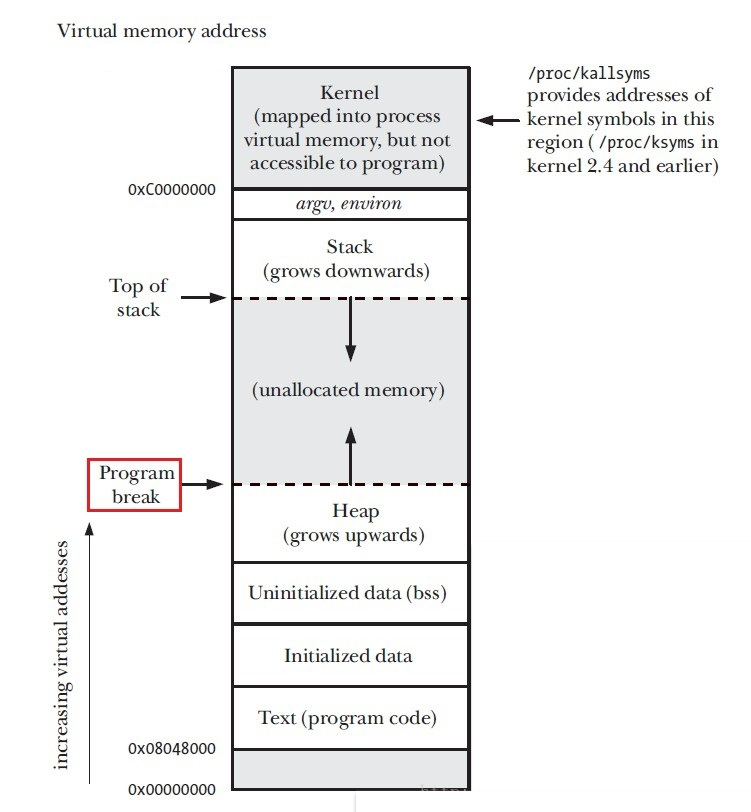 Virtual memory address
/proc/kallsyms
provides addresses of
kernel symbols in this
region ( /proc/ksyms in
kernel 2.4 and earlier)
Kernel
(mapped into process
virtual memory, but not
accessible to program)
0xC0000000
argv, environ
Stack
(grows downwards)
Top of
stack
(unallocated memory)
Program
break
Heap
(grows upwards)
Uninitialized data (bss)
Initialized data
Text (program code)
increasing virtual addesses
0x08048000
0x00000000